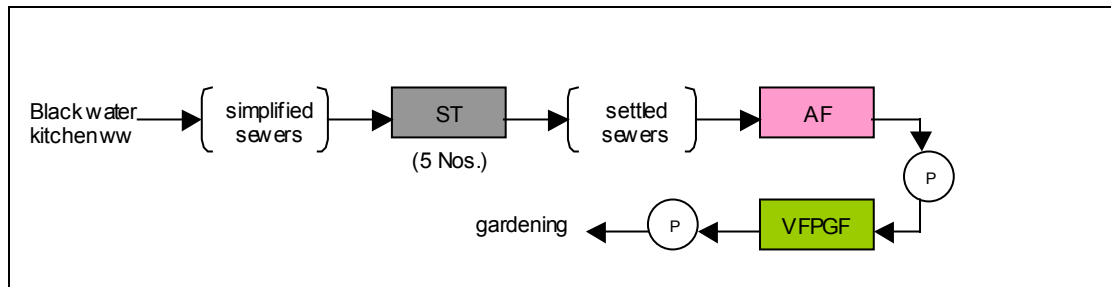 Black water
kitchen ww
simplified
sewers
ST
(5 Nos.)
settled
sewers
AF
P
VFPGF
P
gardening